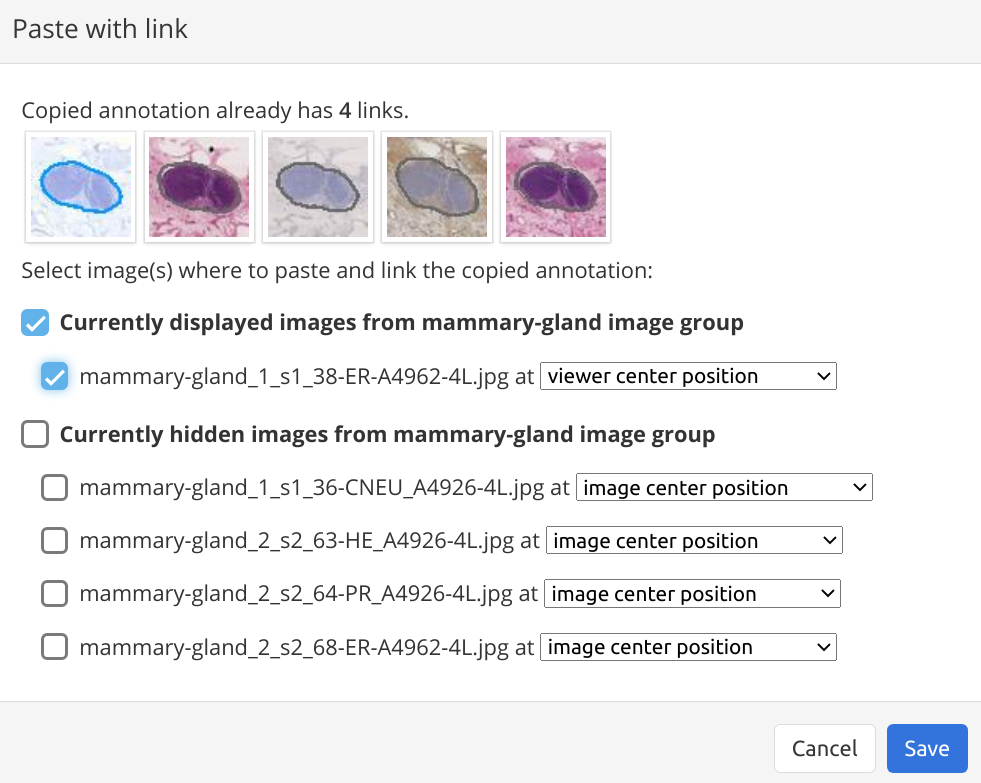 Paste with link
Copied annotation already has 4 links.
Select image(s) where to paste and link the copied annotation:
Currently displayed images from mammary-gland image group
mammary-gland_1_s1_38-ER-A4962-4L.jpg at viewer center position
Currently hidden images from mammary-gland image group
mammary-gland_1_s1_36-CNEU_A4926-4L.jpg at image center position
mammary-gland_2_s2_63-HE_A4926-4L.jpg at image center position
mammary-gland_2_s2_64-PR_A4926-4L.jpg at image center position
mammary-gland_2_s2_68-ER-A4962-4L.jpg at image center position
Cancel Save